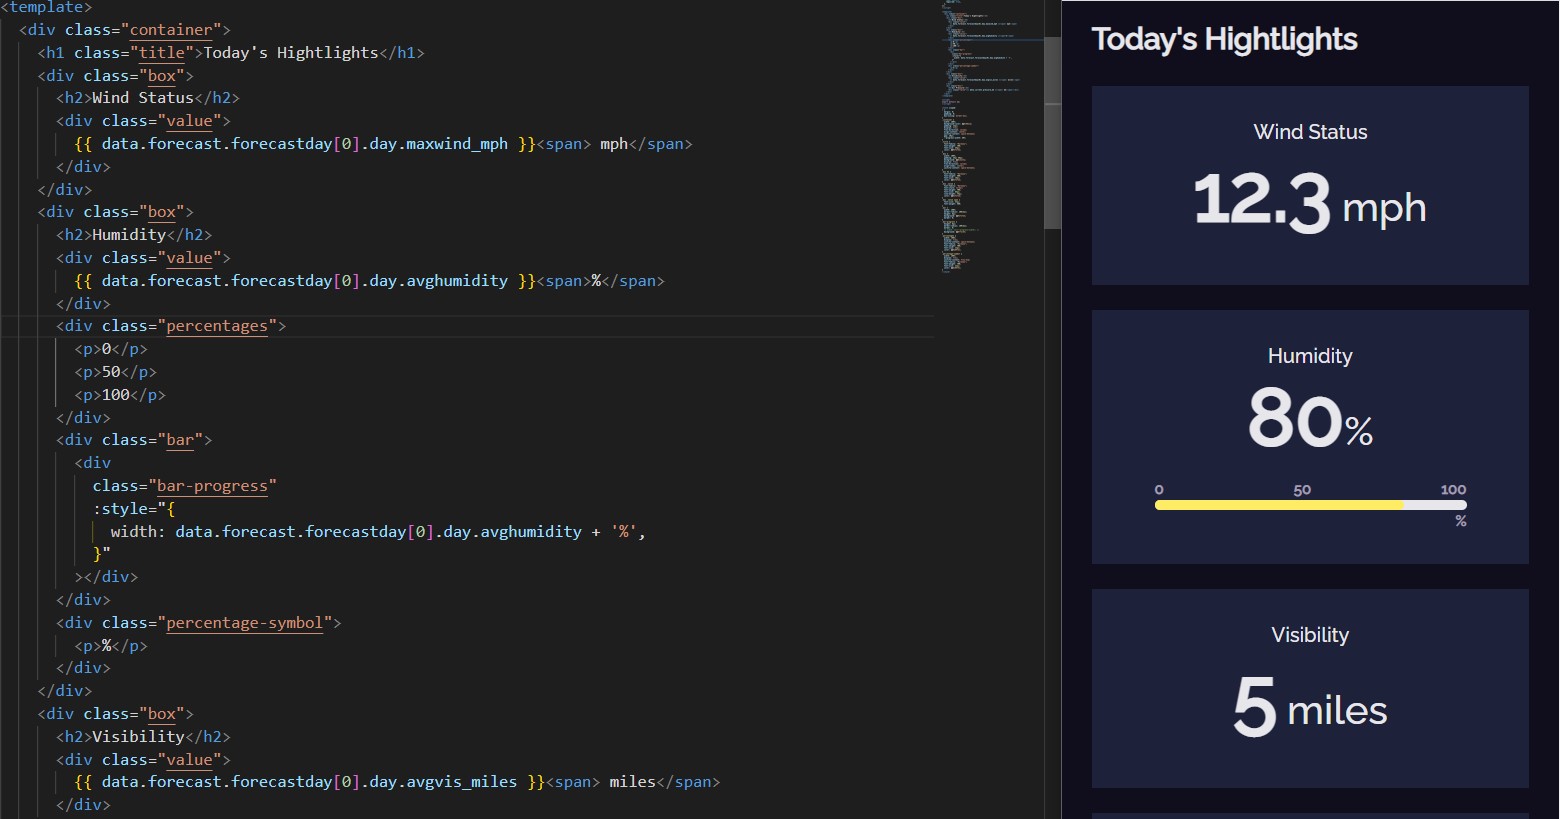 <template>
<div class="container">
<h1 class="title">Today's Hightlights</h1>
<div class="box">
<h2>Wind Status</h2>
<div class="value">
{{ data.forecast.forecastday[0].day.maxwind_mph }}<span> mph</span>
</div>
</div>
<div class="box">
<h2>Humidity</h2>
<div class="value">
{{ data.forecast.forecastday[0].day.avghumidity }}<span>%</span>
</div>
<div class="percentages">
<p>0</p>
<p>50</p>
<p>100</p>
</div>
<div class="bar">
<div
class="bar-progress"
:style="{
width: data.forecast.forecastday[0].day.avghumidity + '%',
}"
></div>
</div>
<div class="percentage-symbol">
<p>%</p>
</div>
</div>
<div class="box">
<h2>Visibility</h2>
<div class="value">
{{ data.forecast.forecastday[0].day.avgvis_miles }}<span> miles</span>
</div>
Today's Hightlights
Wind Status
12.3 mph
Humidity
80%
0 50 100
%
Visibility
5 miles